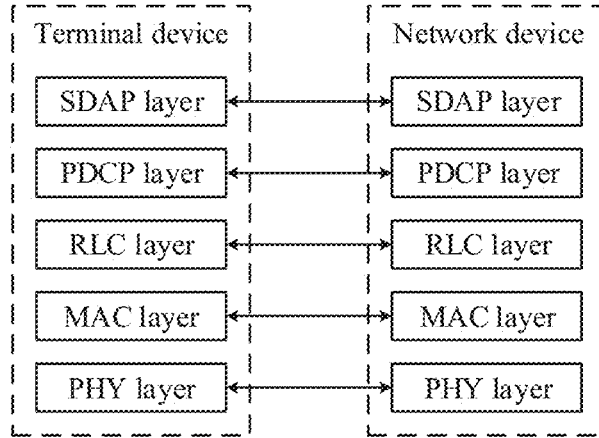 Terminal device
SDAP layer
PDCP layer
RLC layer
MAC layer
PHY layer
Network device
SDAP layer
PDCP layer
RLC layer
MAC layer
PHY layer